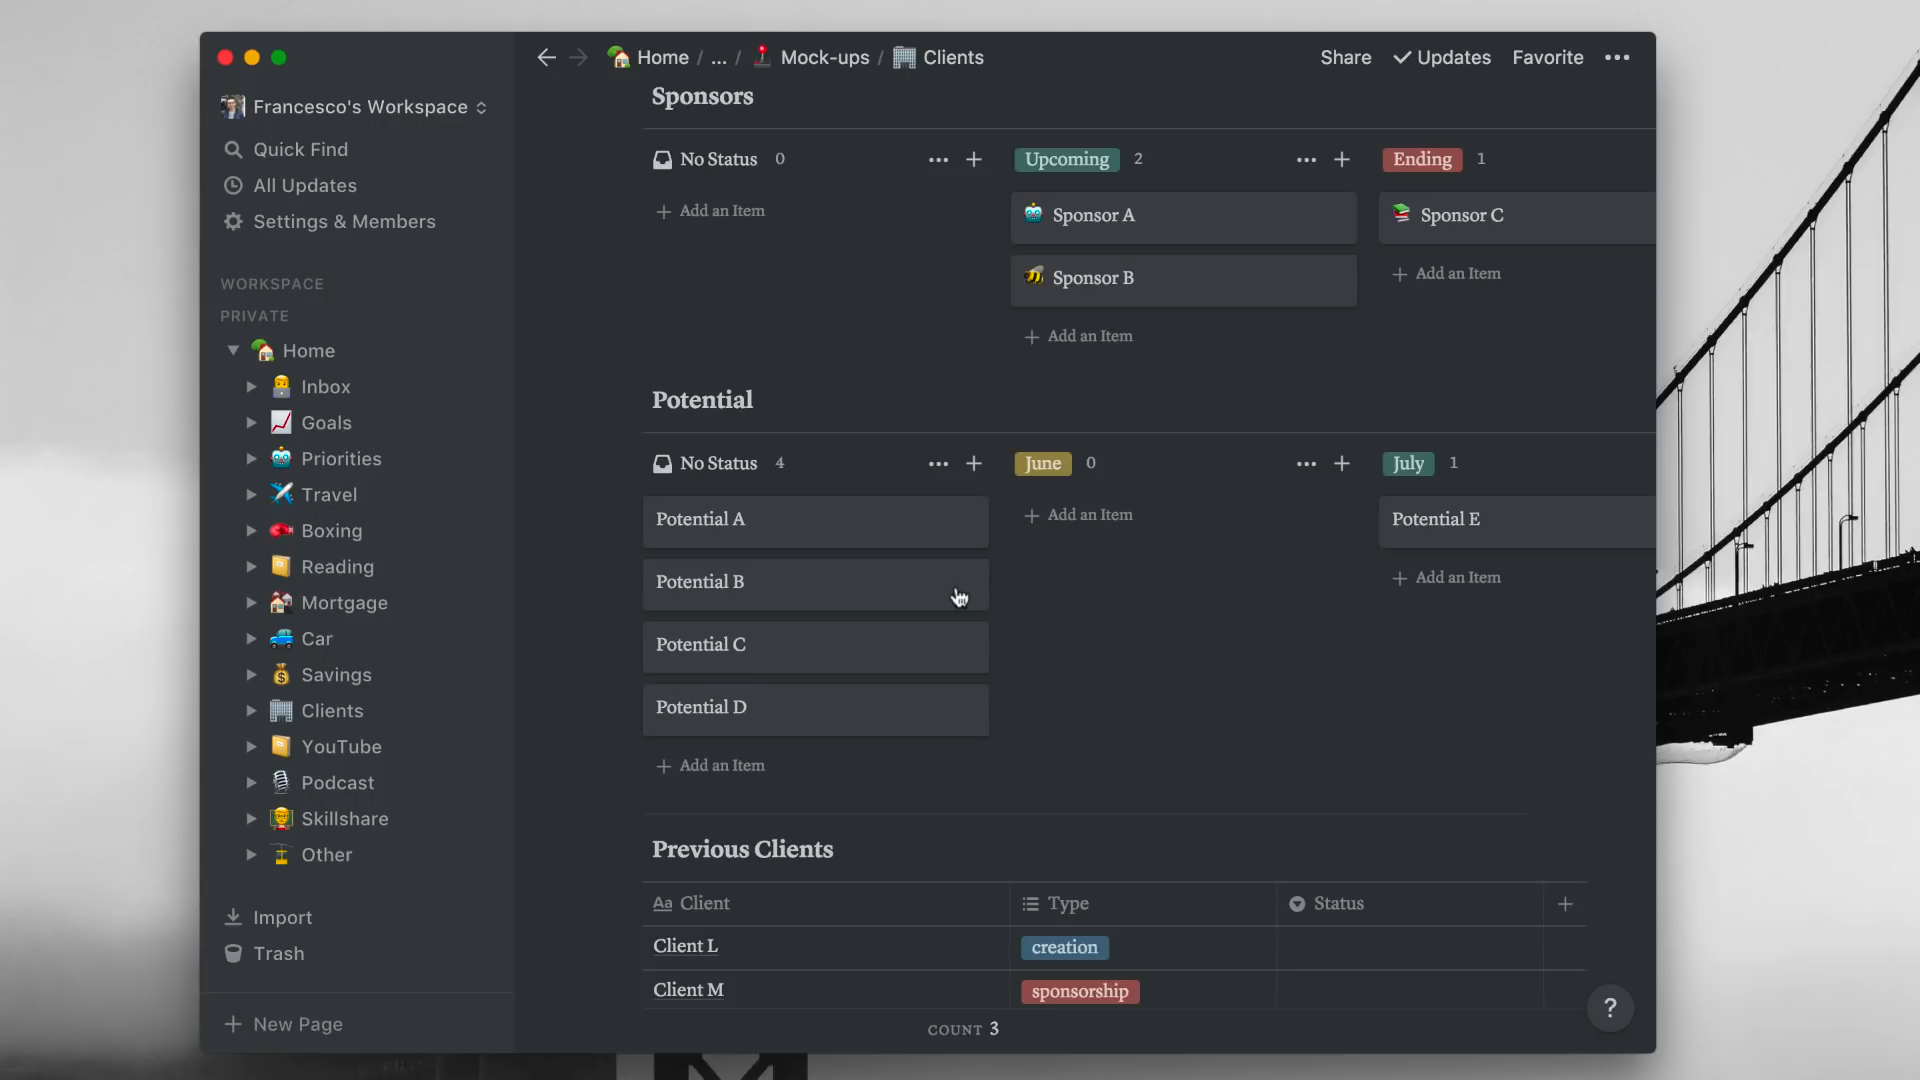 Home / ... / Mock-ups / Clients
Share Updates Favorite •••
Francesco's Workspace
Quick Find
All Updates
Settings & Members
WORKSPACE
PRIVATE
Home
Inbox
Goals
Priorities
Travel
Boxing
Reading
Mortgage
Car
Savings
Clients
YouTube
Podcast
Skillshare
Other
Import
Trash
+ New Page
Sponsors
No Status 0 ••• +
Upcoming 2 ••• +
Ending 1
+ Add an Item
Sponsor A
Sponsor B
+ Add an Item
Sponsor C
+ Add an Item
Potential
No Status 4 ••• +
June 0 ••• +
July 1
Potential A
Potential B
Potential C
Potential D
+ Add an Item
+ Add an Item
Potential E
+ Add an Item
Previous Clients
Aa Client Type Status +
Client L creation
Client M sponsorship
COUNT 3
?